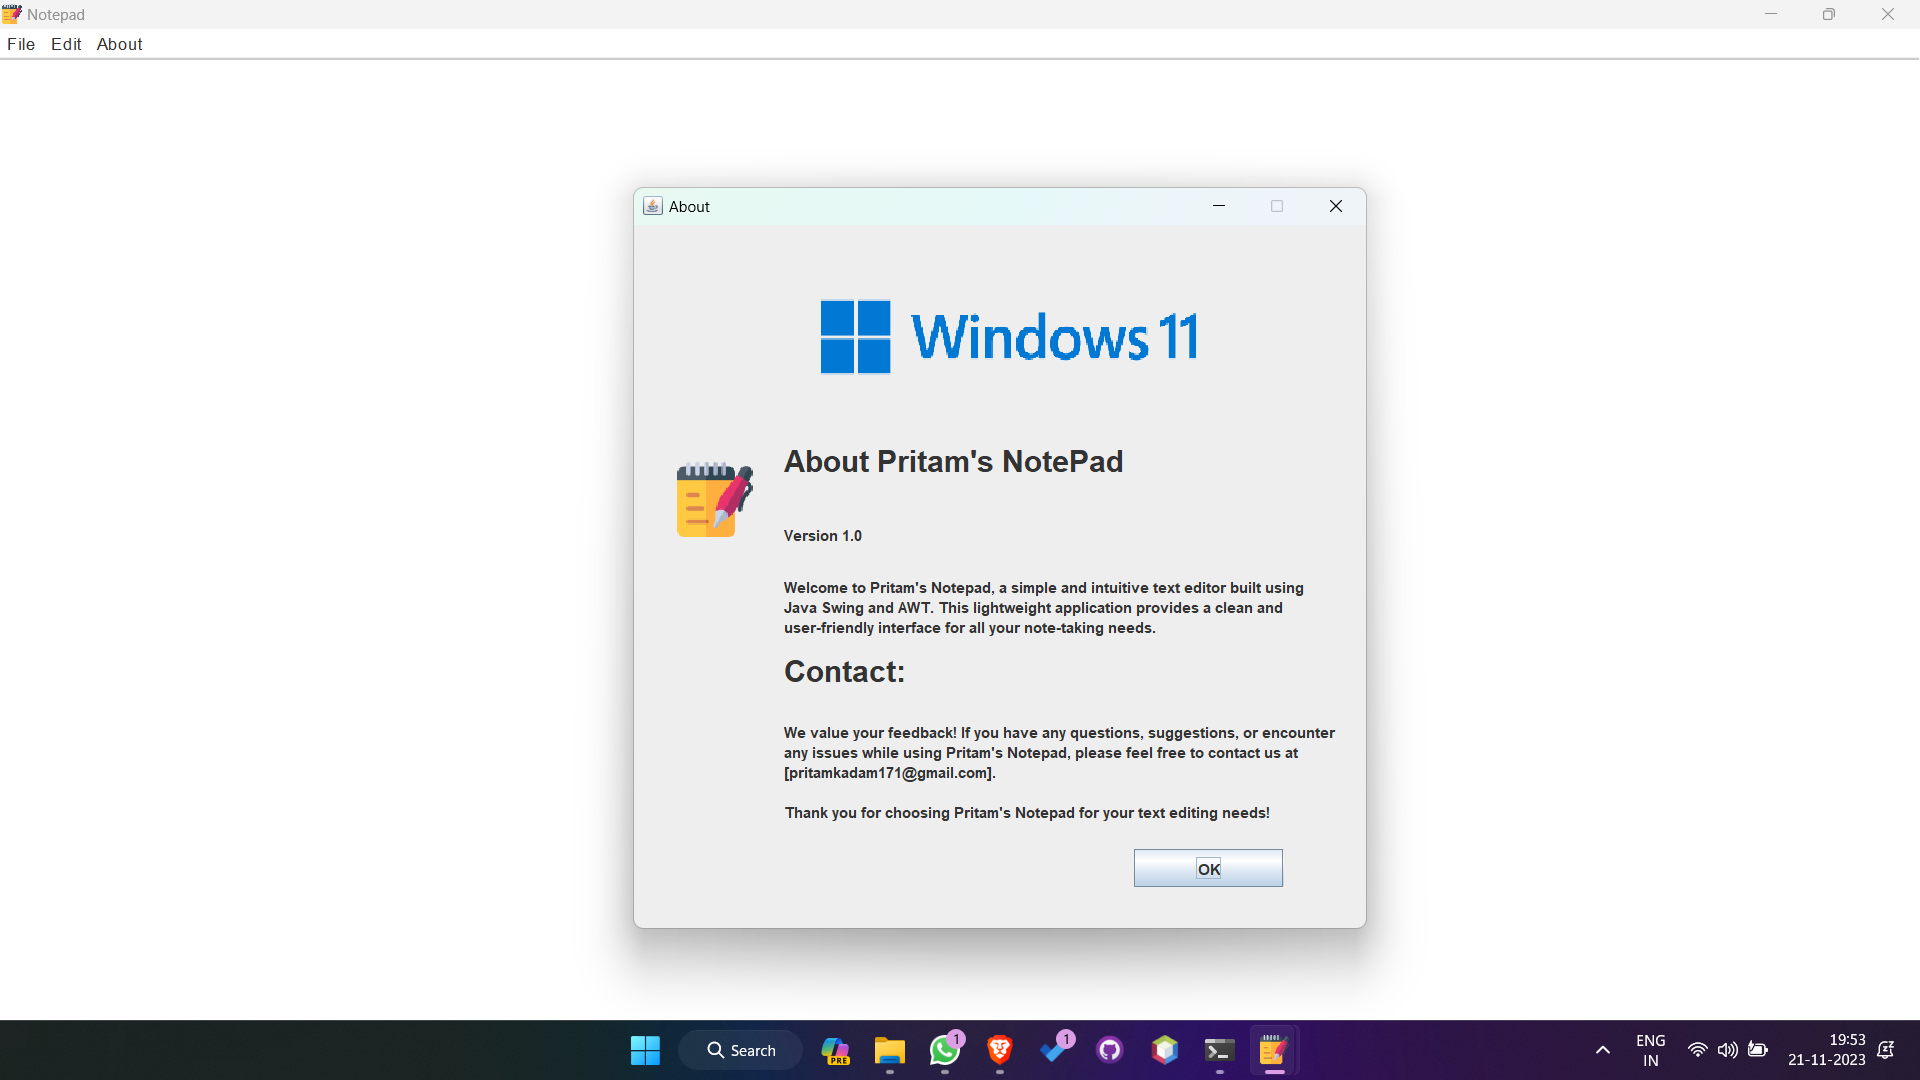 Notepad
File Edit About
About
Windows 11
About Pritam's NotePad
Version 1.0
Welcome to Pritam's Notepad, a simple and intuitive text editor built using
Java Swing and AWT. This lightweight application provides a clean and
user-friendly interface for all your note-taking needs.
Contact:
We value your feedback! If you have any questions, suggestions, or encounter
any issues while using Pritam's Notepad, please feel free to contact us at
[pritamkadam171@gmail.com].
Thank you for choosing Pritam's Notepad for your text editing needs!
OK
Search
PRE
1
1
ENG
IN
19:53
21-11-2023